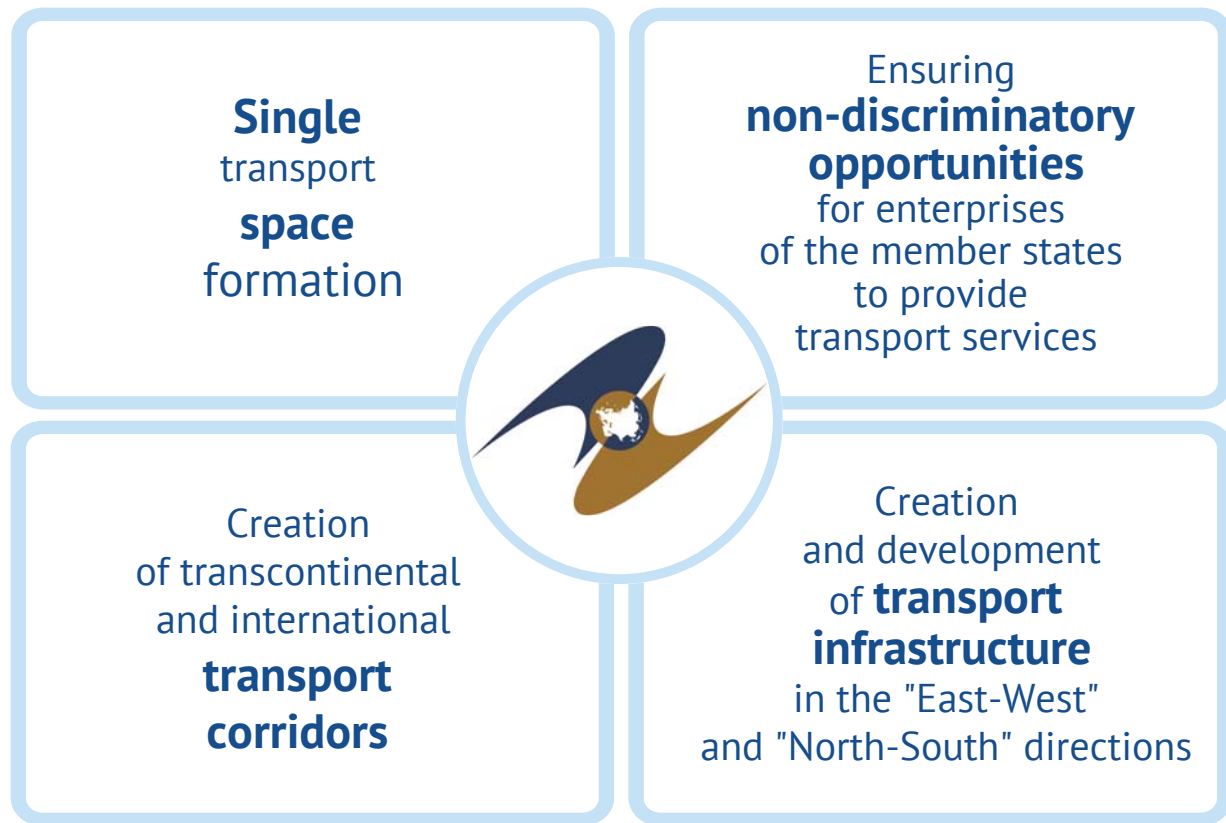 Single
transport
space
formation
Ensuring
non-discriminatory
opportunities
for enterprises
of the member states
to provide
transport services
Creation
of transcontinental
and international
transport
corridors
Creation
and development
of transport
infrastructure
in the "East-West"
and "North-South" directions